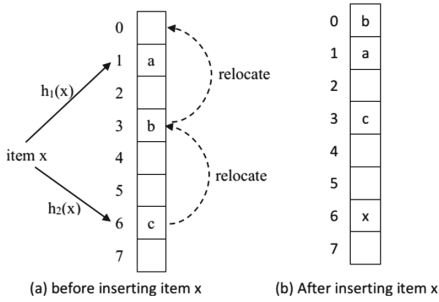 0
1 a
2
3 b
4
5
6 c
7
h₁(x)
item x
h₂(x)
relocate
relocate
(a) before inserting item x
0 b
1 a
2
3 c
4
5
6 x
7
(b) After inserting item x